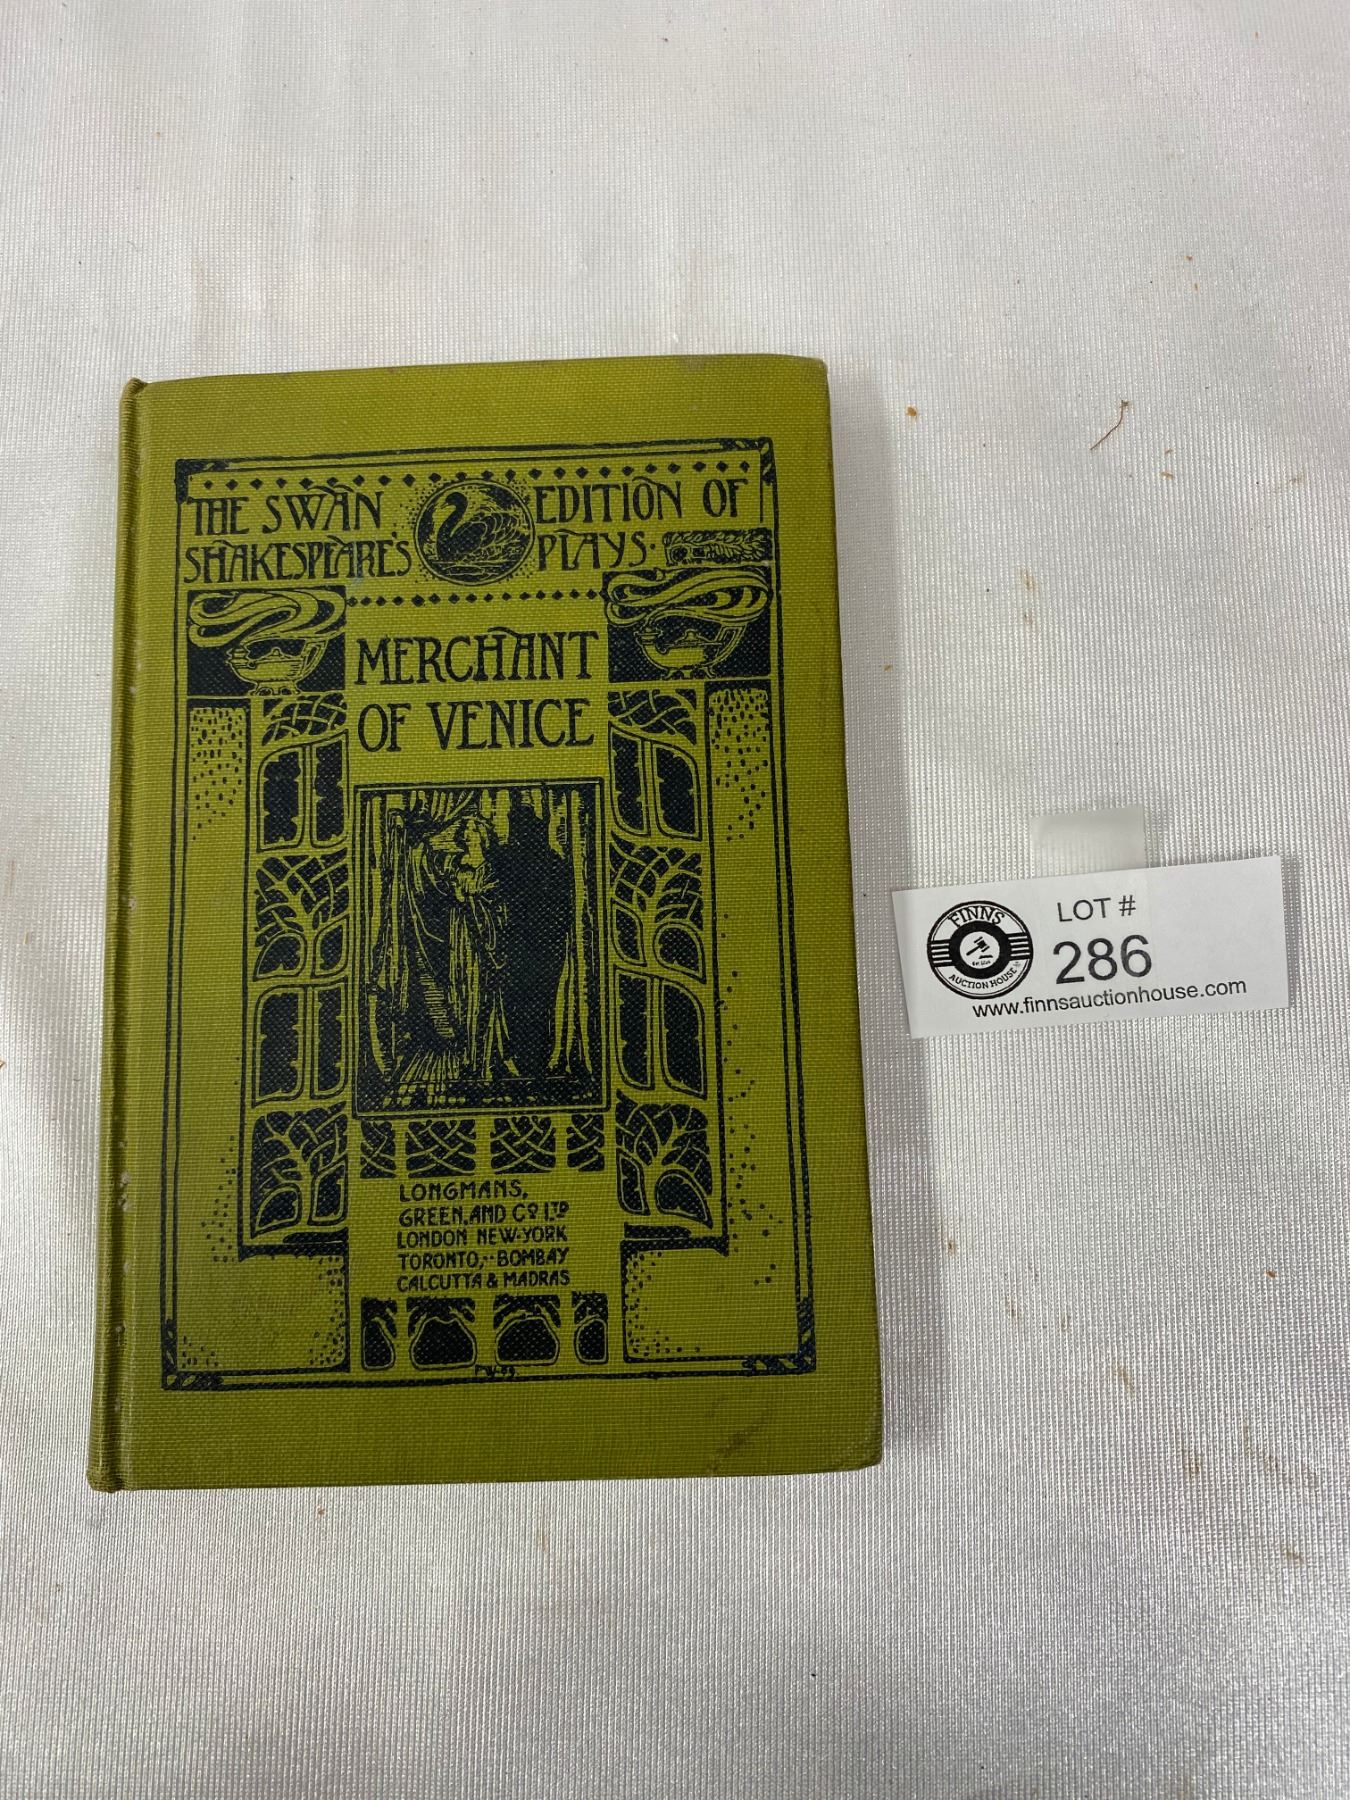 THE SWAN EDITION OF
SHAKESPEARE'S PLAYS.
MERCHANT
OF VENICE
LONGMANS,
GREEN, AND CO LTD
LONDON NEW-YORK
TORONTO, BOMBAY
CALCUTTA & MADRAS
FINNS
AUCTION HOUSE
LOT #
286
www.finnsauctionhouse.com